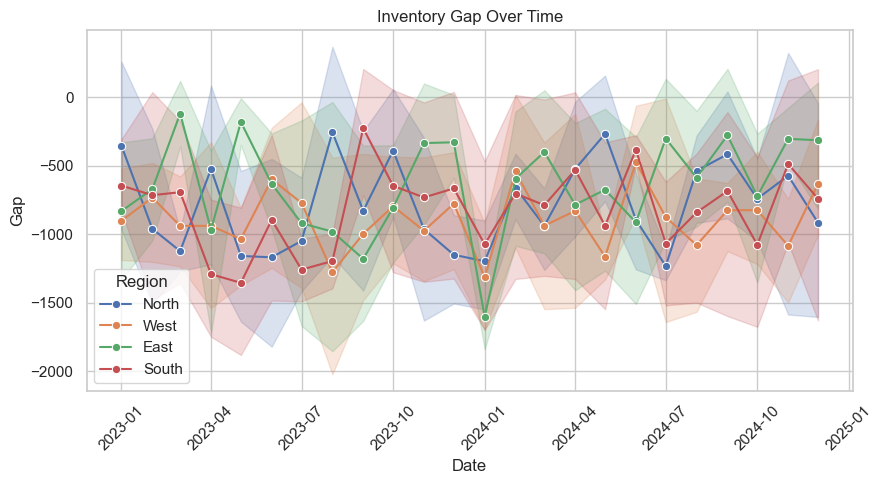 Inventory Gap Over Time
Gap
0
−500
−1000
−1500
−2000
Region
North
West
East
South
2023-01
2023-04
2023-07
2023-10
2024-01
2024-04
2024-07
2024-10
2025-01
Date